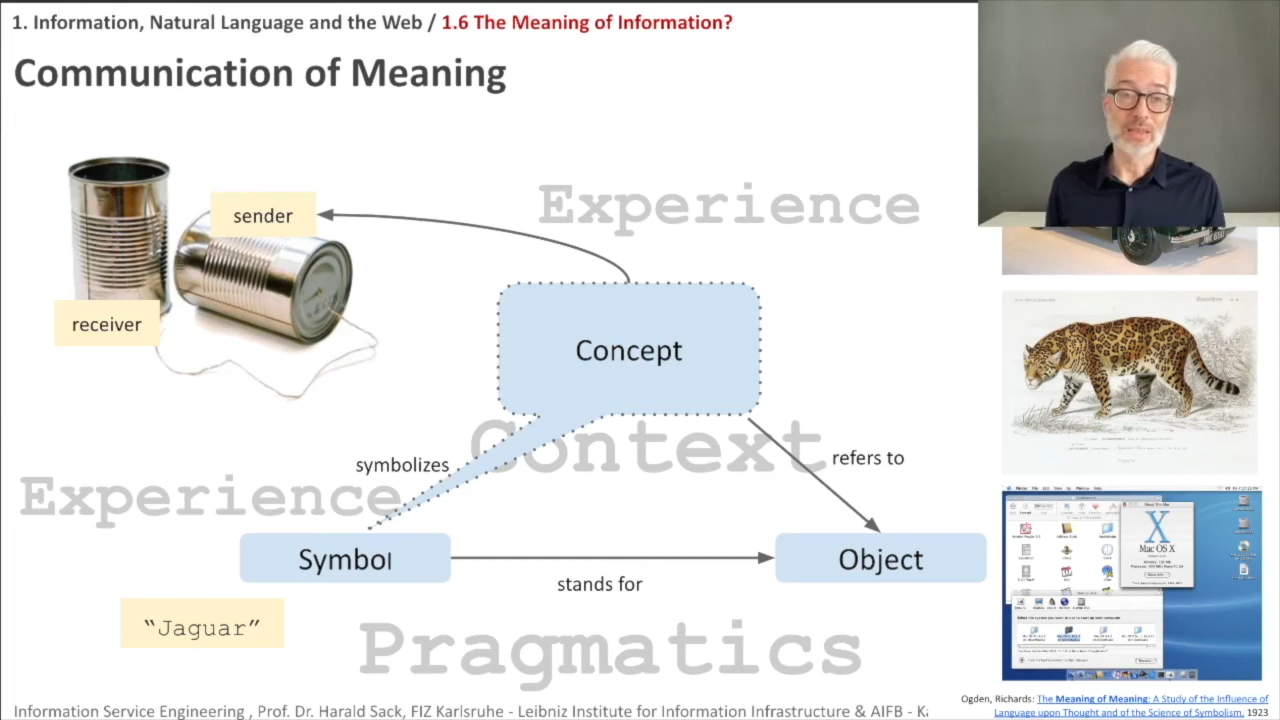 1. Information, Natural Language and the Web / 1.6 The Meaning of Information?
Communication of Meaning
sender
Experience
receiver
Concept
Context
symbolizes
refers to
Experience
Symbol
Object
stands for
"Jaguar"
Pragmatics
Mac OS X
Ogden, Richards: The Meaning of Meaning: A Study of the Influence of
Language upon Thought and of the Science of Symbolism, 1923
Information Service Engineering , Prof. Dr. Harald Sack , FIZ Karlsruhe - Leibniz Institute for Information Infrastructure & AIFB - Ka